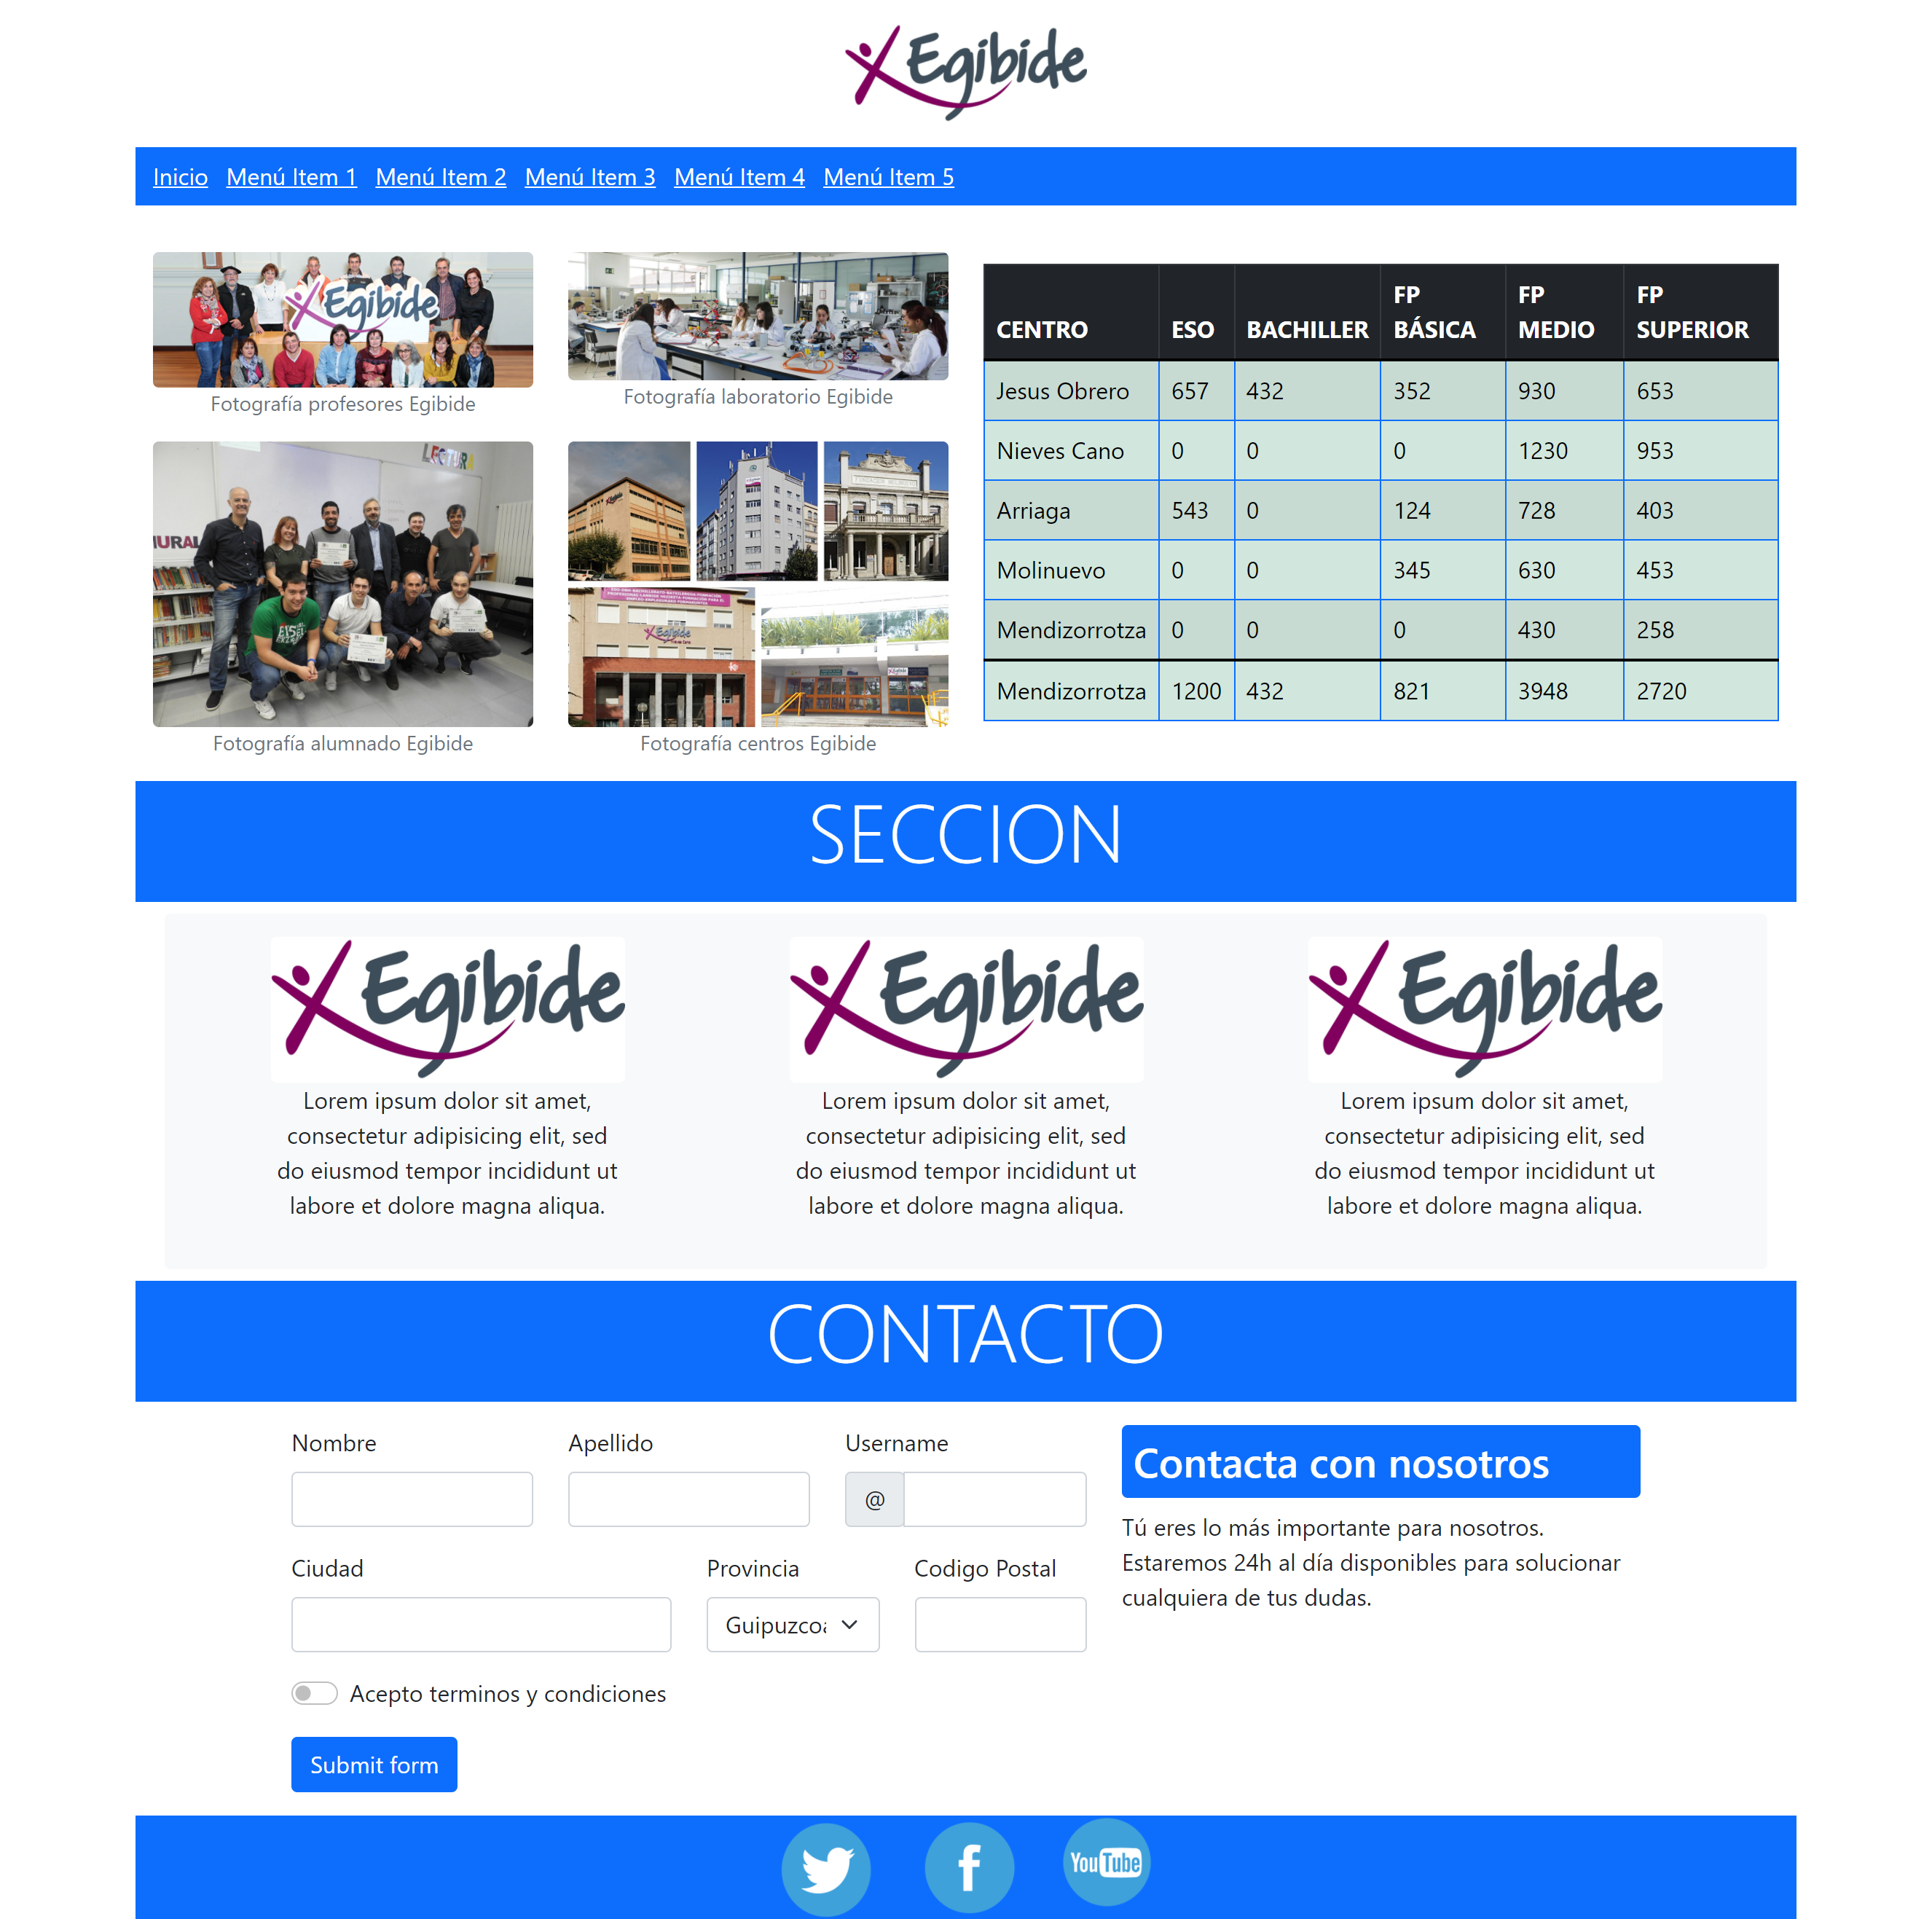 Egibide
Inicio Menú Item 1 Menú Item 2 Menú Item 3 Menú Item 4 Menú Item 5
Egibide
Fotografía profesores Egibide
Fotografía laboratorio Egibide
LECTURA
EISE
Fotografía alumnado Egibide
Egibide
Fotografía centros Egibide
CENTRO ESO BACHILLER FP BÁSICA FP MEDIO FP SUPERIOR
Jesus Obrero 657 432 352 930 653
Nieves Cano 0 0 0 1230 953
Arriaga 543 0 124 728 403
Molinuevo 0 0 345 630 453
Mendizorrotza 0 0 0 430 258
Mendizorrotza 1200 432 821 3948 2720
SECCION
Egibide
Lorem ipsum dolor sit amet,
consectetur adipisicing elit, sed
do eiusmod tempor incididunt ut
labore et dolore magna aliqua.
Egibide
Lorem ipsum dolor sit amet,
consectetur adipisicing elit, sed
do eiusmod tempor incididunt ut
labore et dolore magna aliqua.
Egibide
Lorem ipsum dolor sit amet,
consectetur adipisicing elit, sed
do eiusmod tempor incididunt ut
labore et dolore magna aliqua.
CONTACTO
Nombre Apellido Username
@
Ciudad Provincia Codigo Postal
Guipuzcoa
Acepto terminos y condiciones
Submit form
Contacta con nosotros
Tú eres lo más importante para nosotros.
Estaremos 24h al día disponibles para solucionar
cualquiera de tus dudas.
f
YouTube